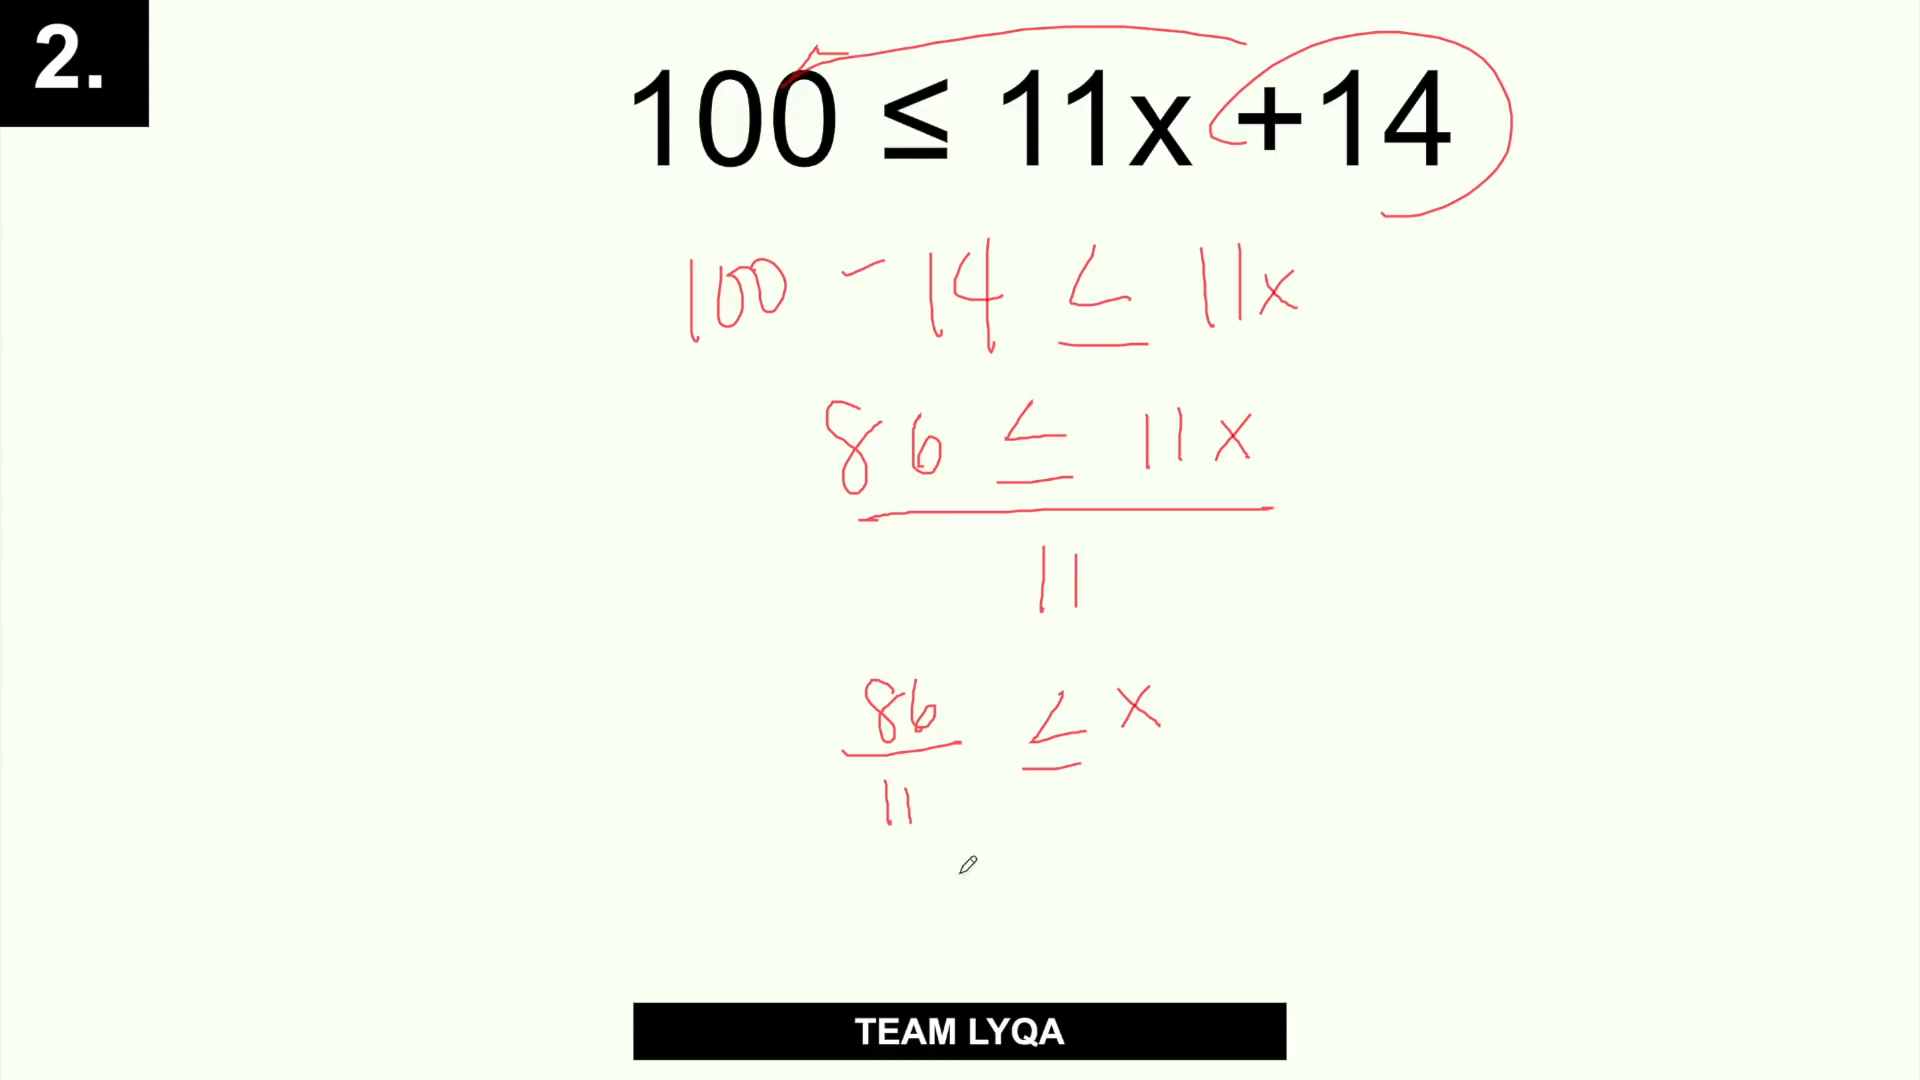 2.
100 ≤ 11x +14
100 - 14 ≤ 11x
86 ≤ 11x
11
86 ≤ x
11
TEAM LYQA